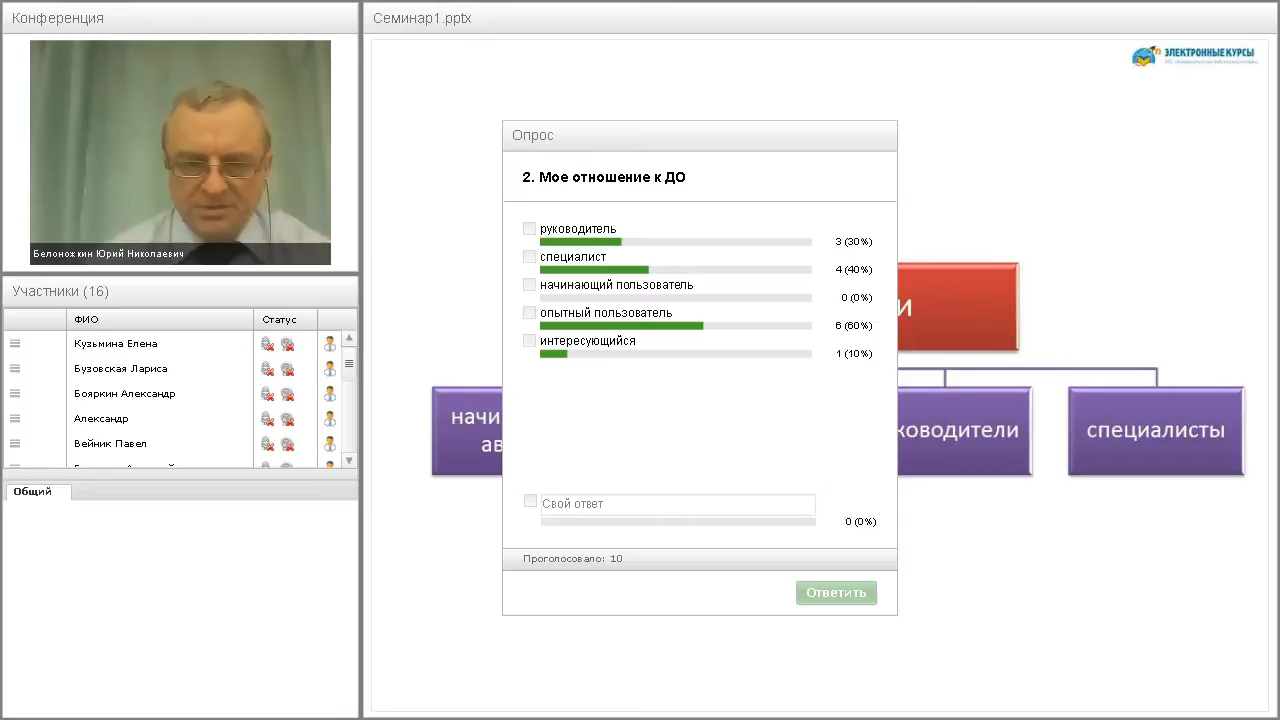 Конференция
Белоножкин Юрий Николаевич
Участники (16)
ФИО
Статус
Кузьмина Елена
Бузовская Лариса
Бояркин Александр
Александр
Вейник Павел
Общий
Семинар1.pptx
ЭЛЕКТРОННЫЕ КУРСЫ
Опрос
2. Мое отношение к ДО
руководитель
3 (30%)
специалист
4 (40%)
начинающий пользователь
0 (0%)
опытный пользователь
6 (60%)
интересующийся
1 (10%)
Свой ответ
0 (0%)
Проголосовало: 10
Ответить
и
начи
ав
ководители
специалисты